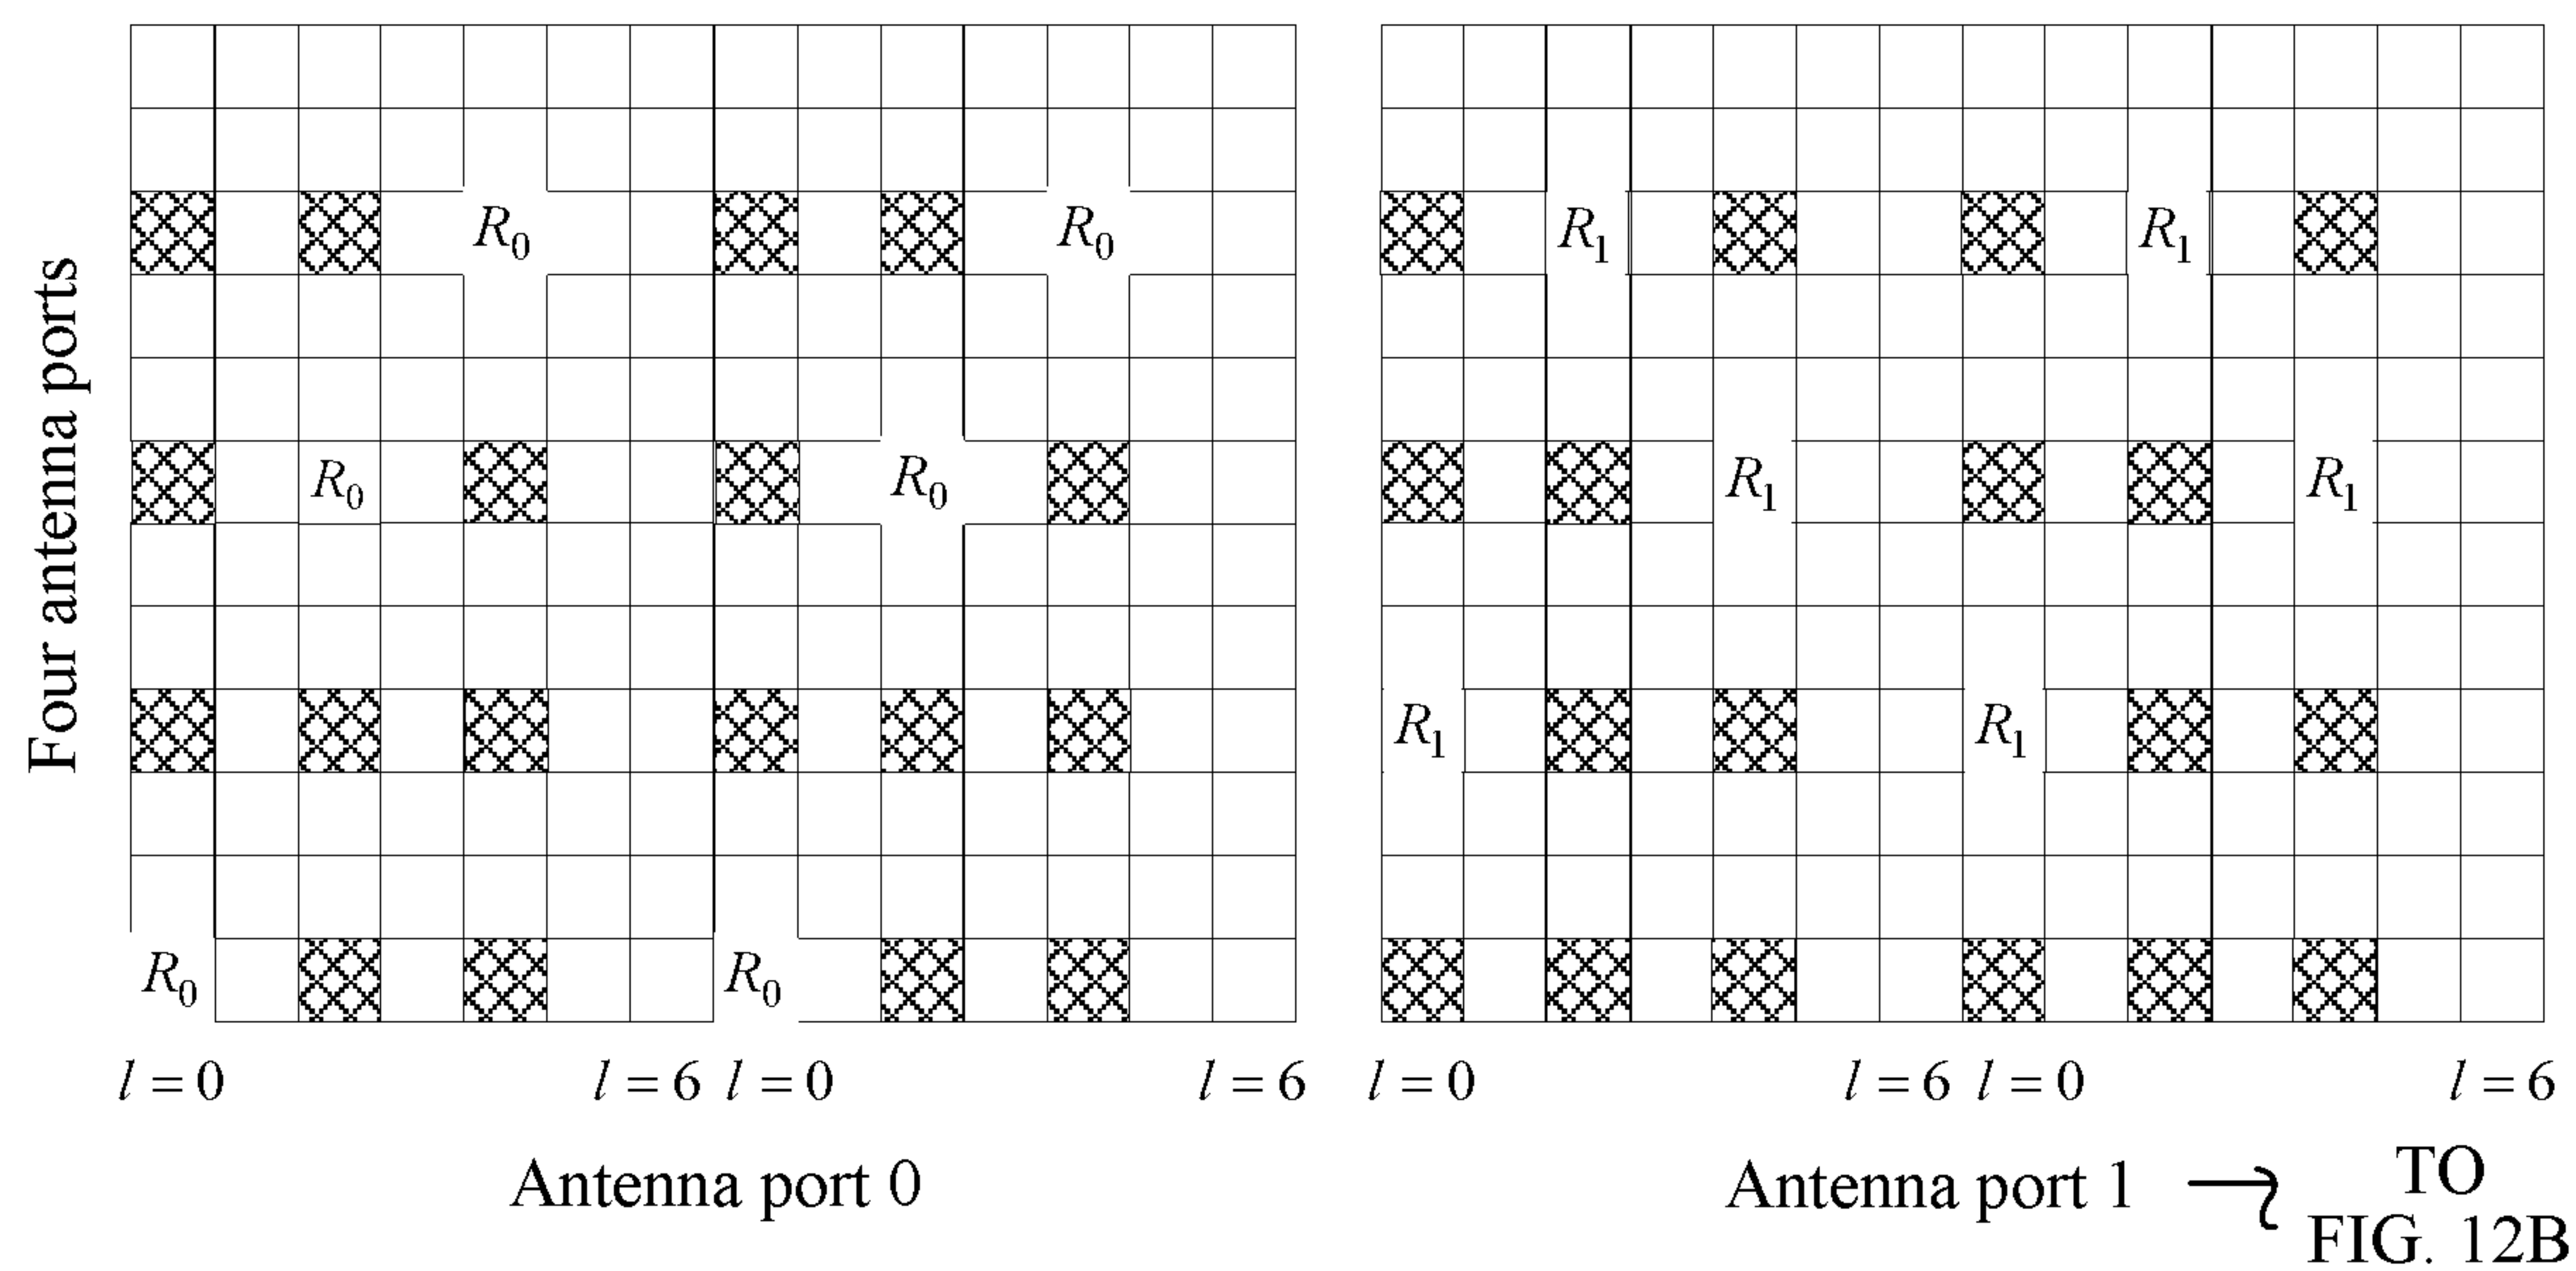 Four antenna ports
R0 R0 R1 R1
R0 R0 R1 R1
R1 R1
R0 R0
l = 0 l = 6 l = 0 l = 6 l = 0 l = 6 l = 0 l = 6
Antenna port 0 Antenna port 1 TO
FIG. 12B